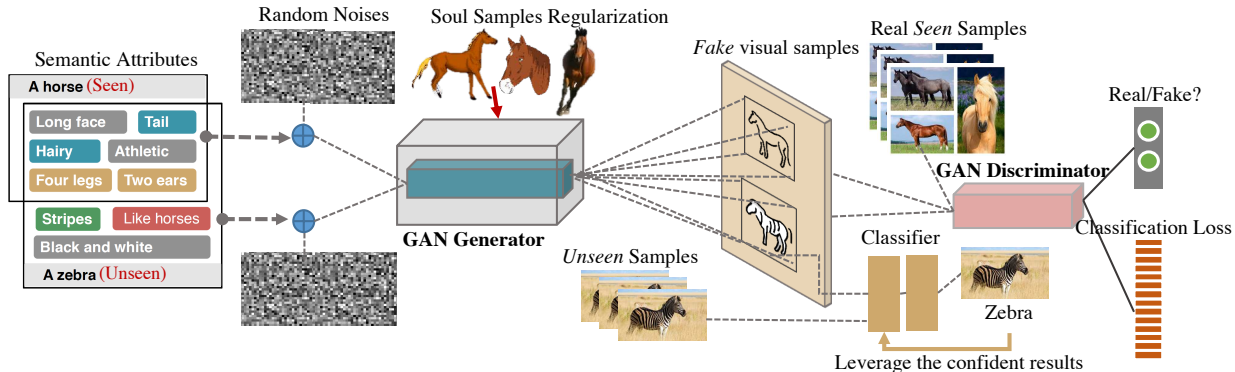 Random Noises
Soul Samples Regularization
Semantic Attributes
A horse (Seen)
Long face
Tail
Hairy
Athletic
Four legs
Two ears
Stripes
Like horses
Black and white
A zebra (Unseen)
GAN Generator
Fake visual samples
Real Seen Samples
Real/Fake?
GAN Discriminator
Classification Loss
Unseen Samples
Classifier
Zebra
Leverage the confident results